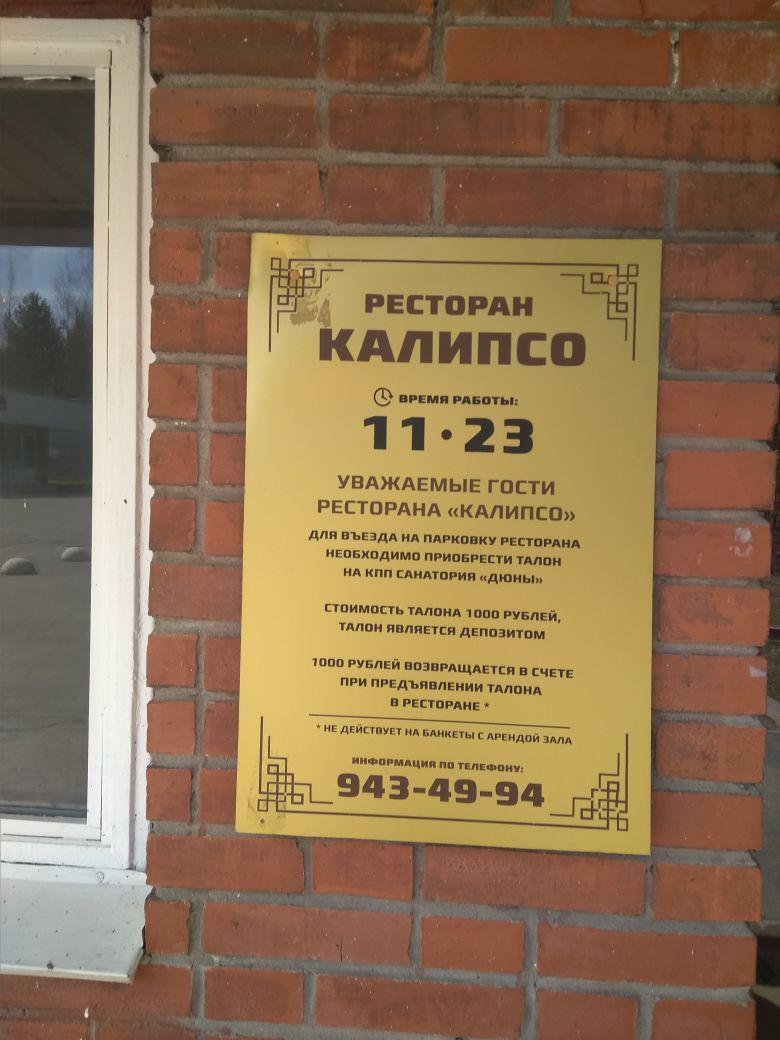 РЕСТОРАН
КАЛИПСО
ВРЕМЯ РАБОТЫ:
11·23
УВАЖАЕМЫЕ ГОСТИ
РЕСТОРАНА «КАЛИПСО»
ДЛЯ ВЪЕЗДА НА ПАРКОВКУ РЕСТОРАНА
НЕОБХОДИМО ПРИОБРЕСТИ ТАЛОН
НА КПП САНАТОРИЯ «ДЮНЫ»
СТОИМОСТЬ ТАЛОНА 1000 РУБЛЕЙ,
ТАЛОН ЯВЛЯЕТСЯ ДЕПОЗИТОМ
1000 РУБЛЕЙ ВОЗВРАЩАЕТСЯ В СЧЕТЕ
ПРИ ПРЕДЪЯВЛЕНИИ ТАЛОНА
В РЕСТОРАНЕ *
* НЕ ДЕЙСТВУЕТ НА БАНКЕТЫ С АРЕНДОЙ ЗАЛА
ИНФОРМАЦИЯ ПО ТЕЛЕФОНУ:
943-49-94